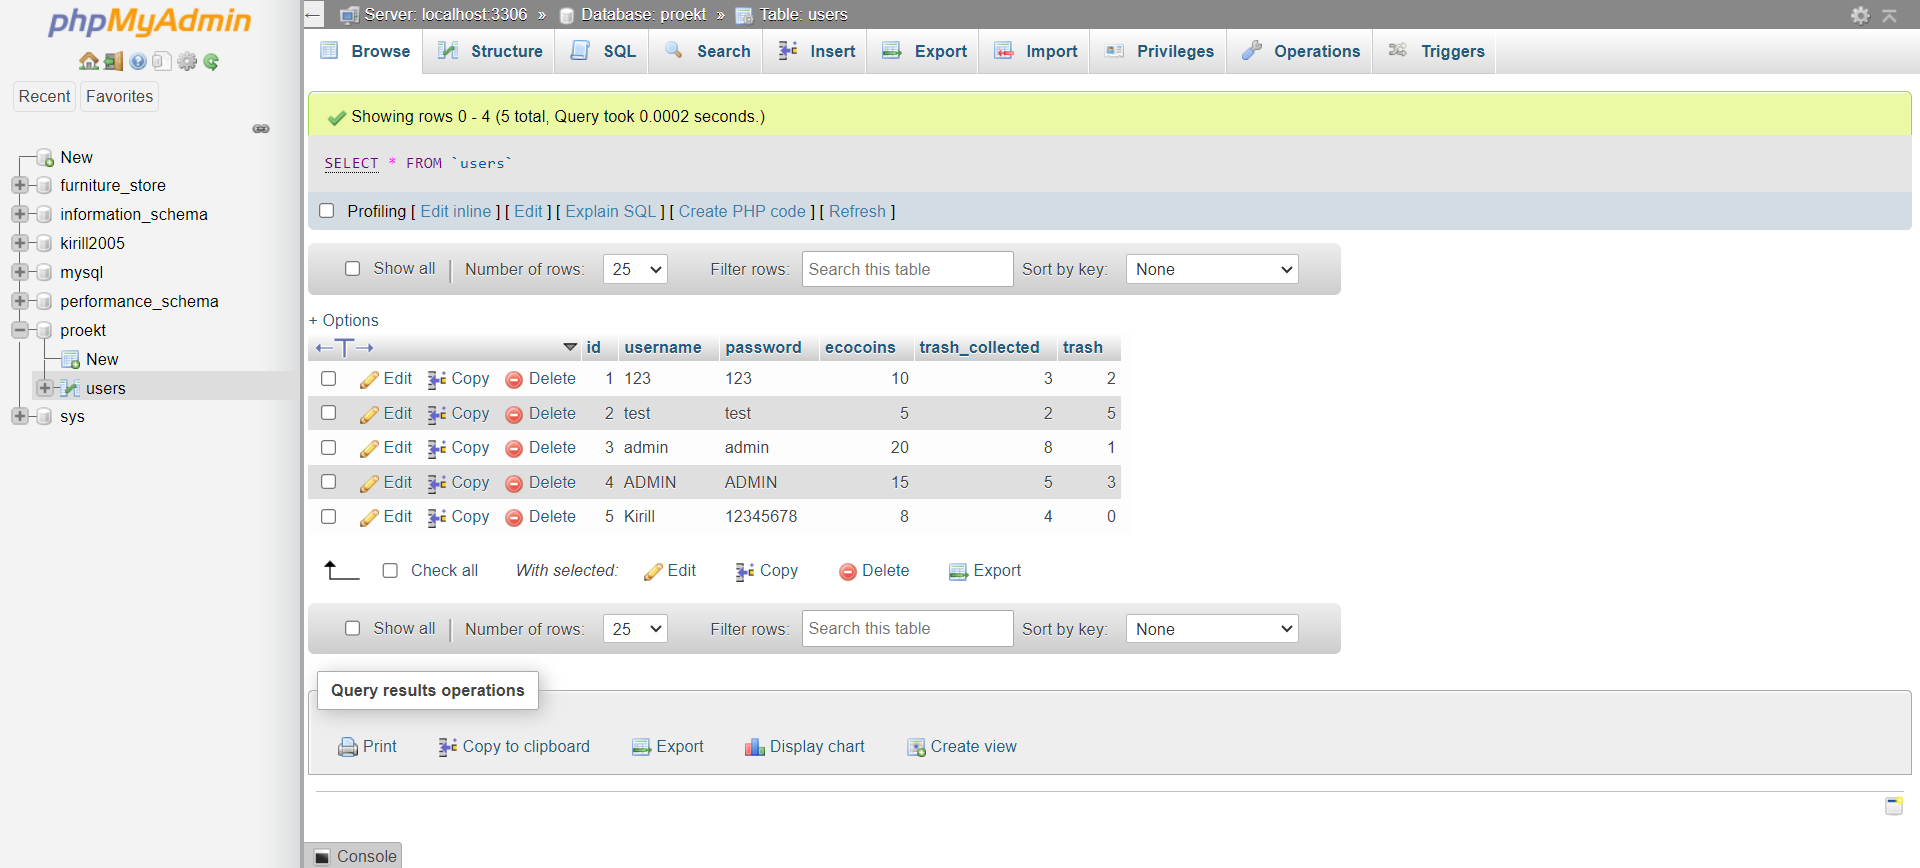 phpMyAdmin
Recent Favorites
New
furniture_store
information_schema
kirill2005
mysql
performance_schema
proekt
New
users
sys
Server: localhost:3306 » Database: proekt » Table: users
Browse Structure SQL Search Insert Export Import Privileges Operations Triggers
Showing rows 0 - 4 (5 total, Query took 0.0002 seconds.)
SELECT * FROM `users`
Profiling [ Edit inline ] [ Edit ] [ Explain SQL ] [ Create PHP code ] [ Refresh ]
Show all | Number of rows: 25 Filter rows: Search this table Sort by key: None
+ Options
←T→ id username password ecocoins trash_collected trash
Edit Copy Delete 1 123 123 10 3 2
Edit Copy Delete 2 test test 5 2 5
Edit Copy Delete 3 admin admin 20 8 1
Edit Copy Delete 4 ADMIN ADMIN 15 5 3
Edit Copy Delete 5 Kirill 12345678 8 4 0
Check all With selected: Edit Copy Delete Export
Show all | Number of rows: 25 Filter rows: Search this table Sort by key: None
Query results operations
Print Copy to clipboard Export Display chart Create view
Console